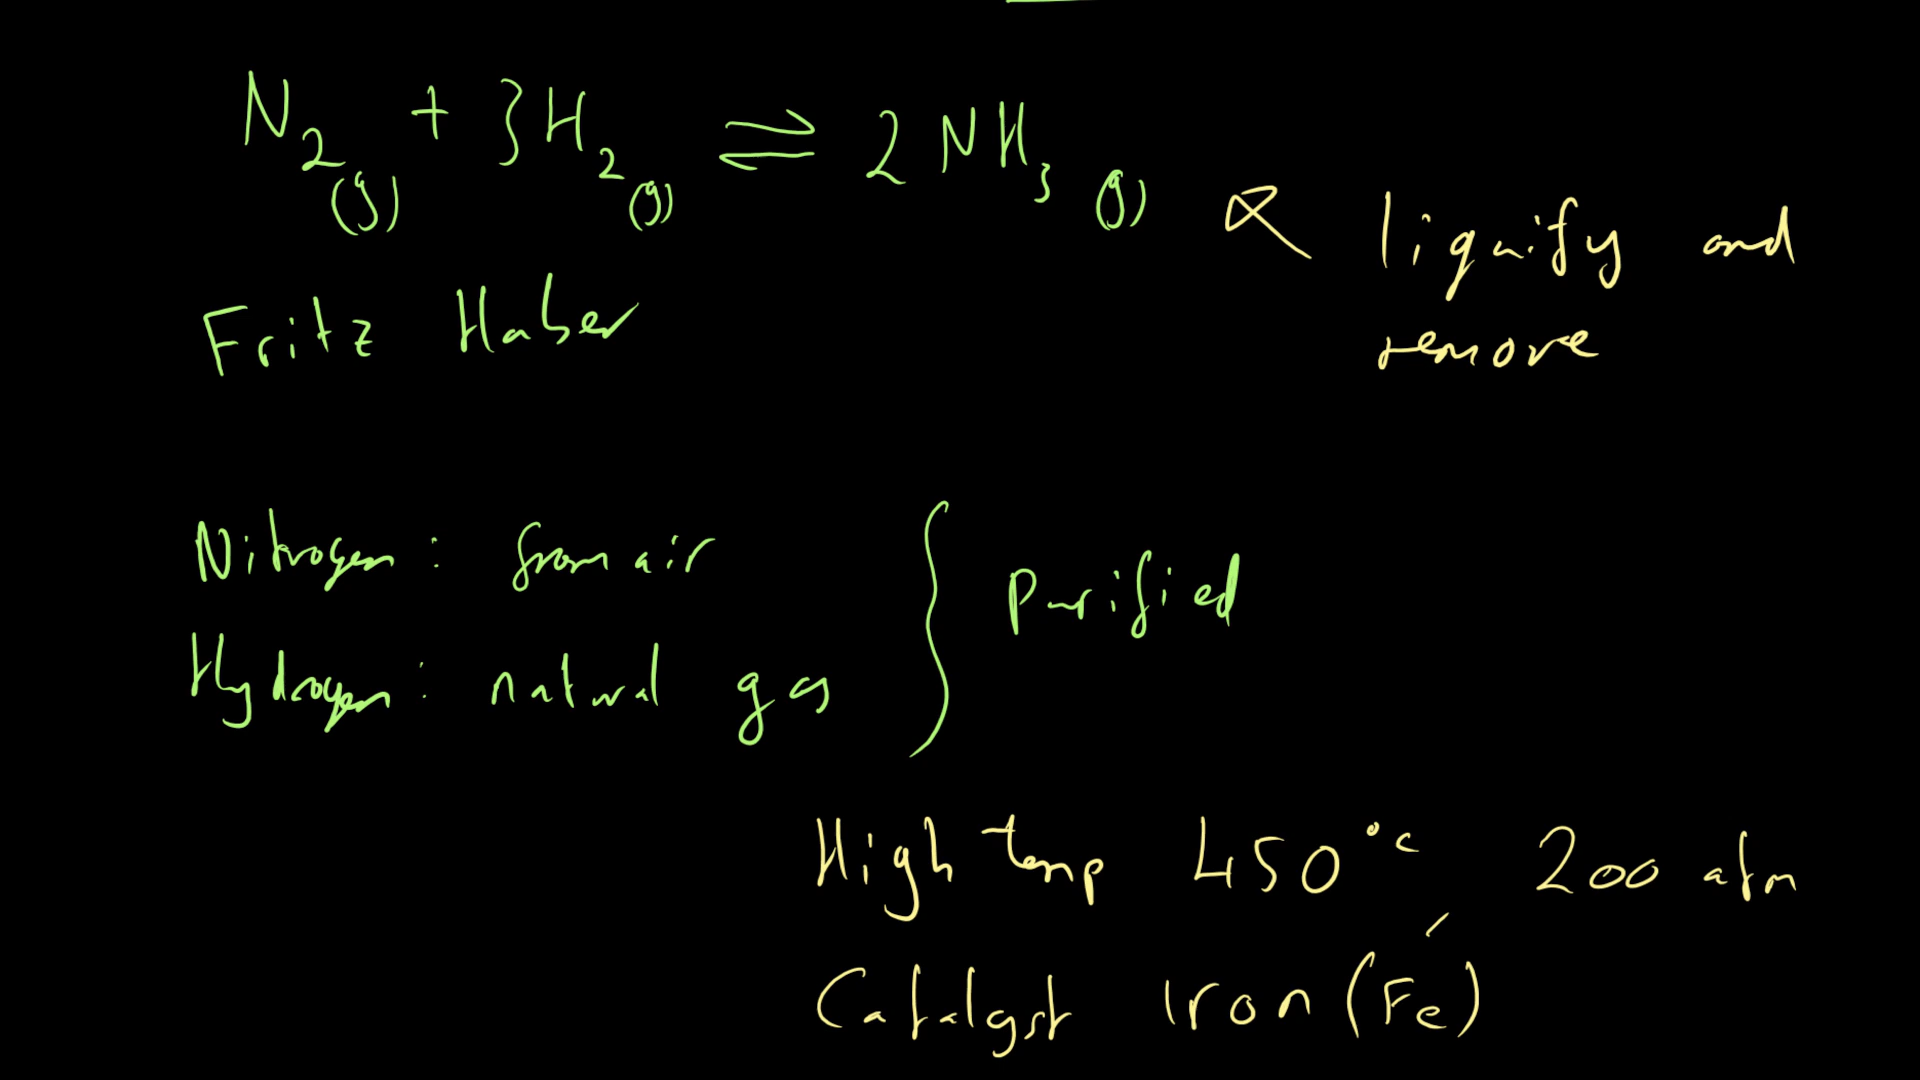 N₂(g) + 3H₂(g) ⇌ 2NH₃(g) liquify and
remove
Fritz Haber
Nitrogen: from air
Hydrogen: natural gas
Purified
High temp 450°C 200 atm
Catalyst Iron (Fe)